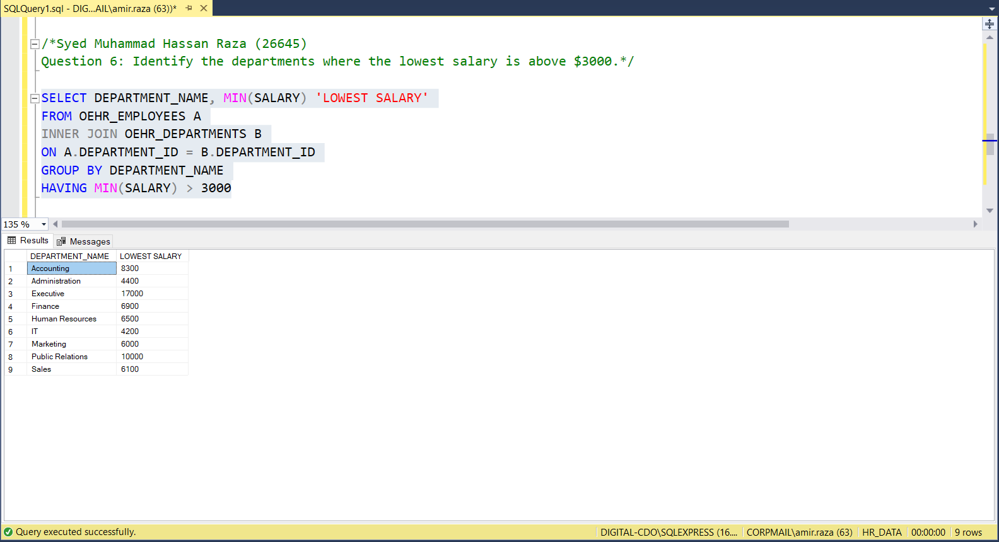 SQLQuery1.sql - DIG...AIL\amir.raza (63))*
/*Syed Muhammad Hassan Raza (26645)
Question 6: Identify the departments where the lowest salary is above $3000.*/
SELECT DEPARTMENT_NAME, MIN(SALARY) 'LOWEST SALARY'
FROM OEHR_EMPLOYEES A
INNER JOIN OEHR_DEPARTMENTS B
ON A.DEPARTMENT_ID = B.DEPARTMENT_ID
GROUP BY DEPARTMENT_NAME
HAVING MIN(SALARY) > 3000
135 %
Results Messages
DEPARTMENT_NAME LOWEST SALARY
1 Accounting 8300
2 Administration 4400
3 Executive 17000
4 Finance 6900
5 Human Resources 6500
6 IT 4200
7 Marketing 6000
8 Public Relations 10000
9 Sales 6100
Query executed successfully. DIGITAL-CDO\SQLEXPRESS (16.... CORPMAIL\amir.raza (63) HR_DATA 00:00:00 9 rows